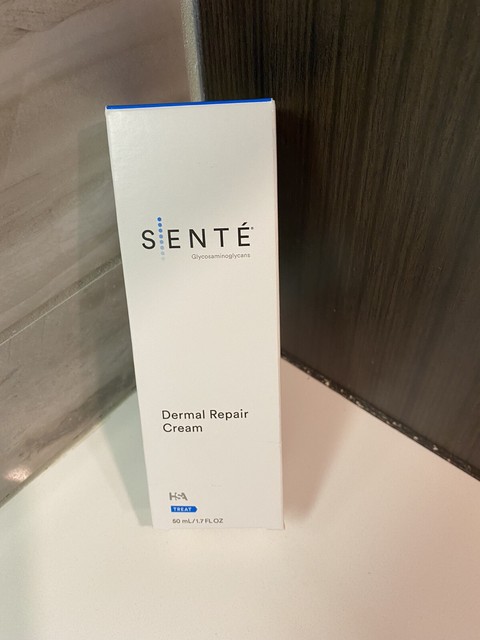 SENTÉ®
Glycosaminoglycans
Dermal Repair
Cream
HSA
TREAT
50 mL/1.7 FL OZ